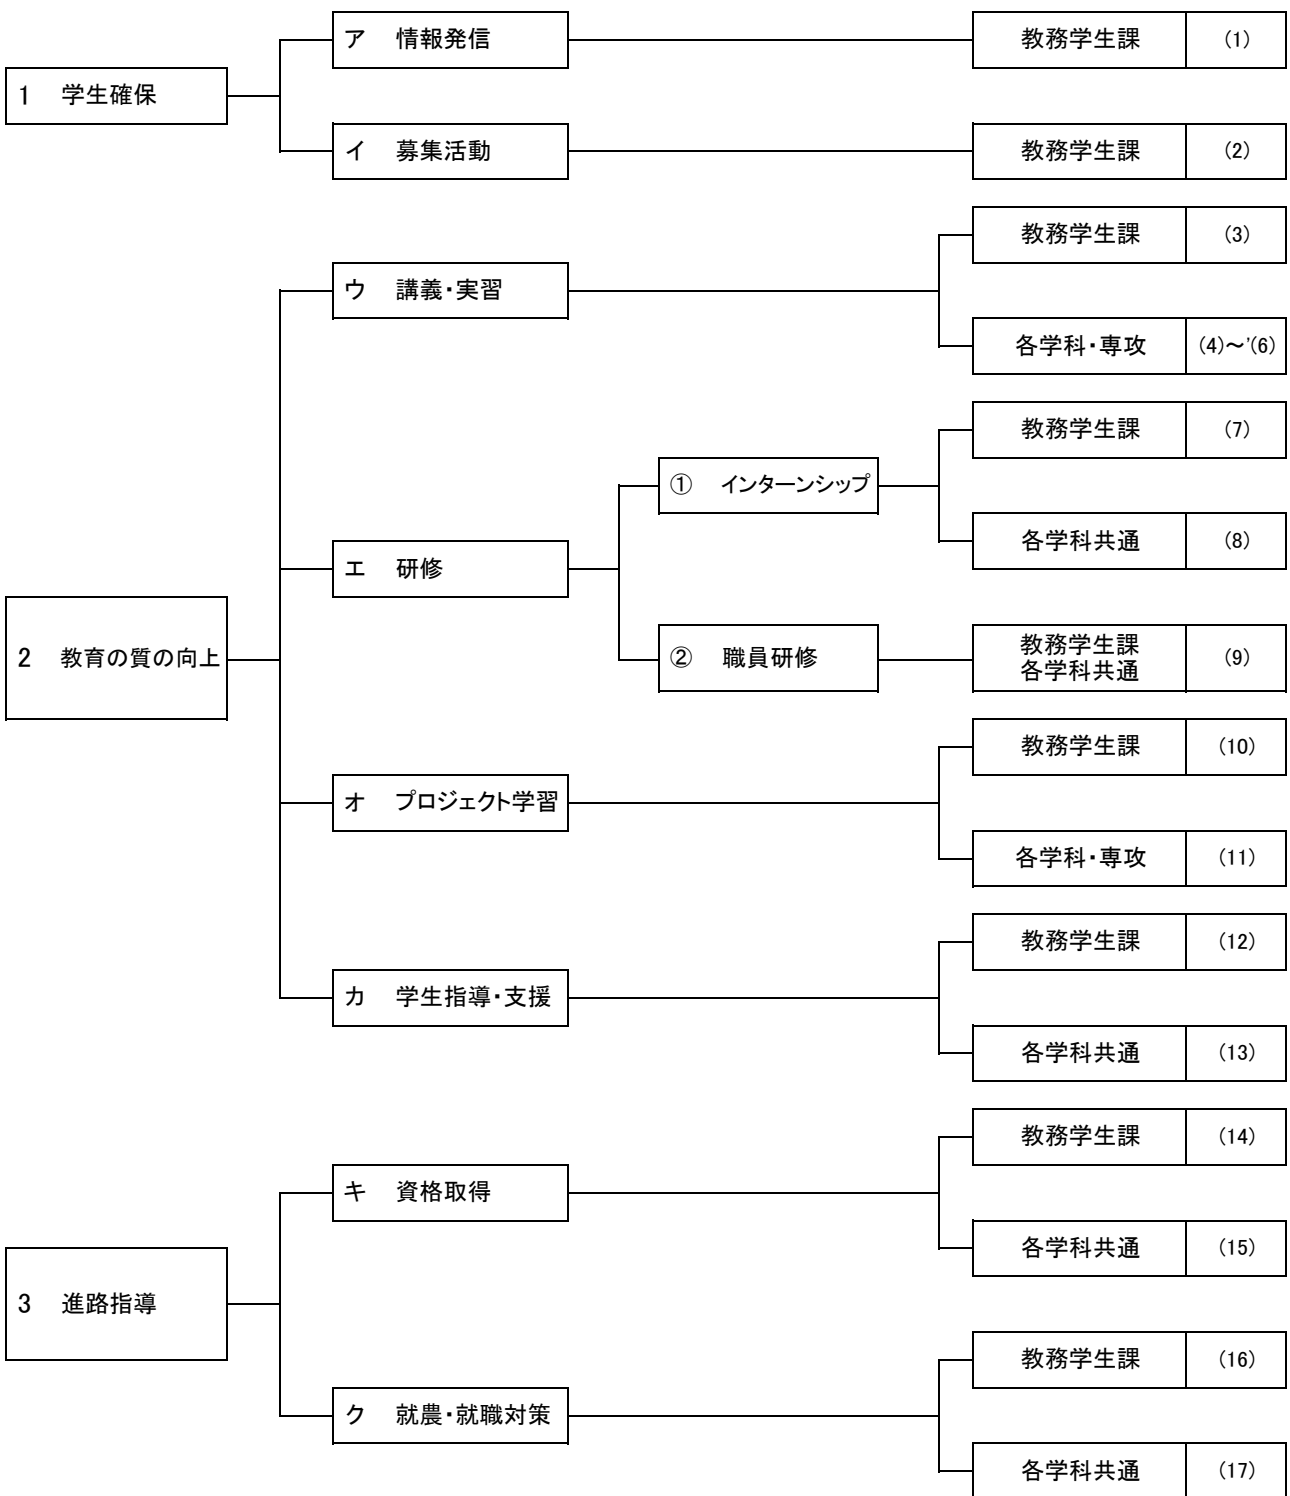 ア 情報発信
教務学生課 (1)
1 学生確保
イ 募集活動
教務学生課 (2)
教務学生課 (3)
ウ 講義・実習
各学科・専攻 (4)～'(6)
教務学生課 (7)
① インターンシップ
各学科共通 (8)
エ 研修
2 教育の質の向上
② 職員研修
教務学生課
各学科共通
(9)
教務学生課 (10)
オ プロジェクト学習
各学科・専攻 (11)
教務学生課 (12)
カ 学生指導・支援
各学科共通 (13)
教務学生課 (14)
キ 資格取得
各学科共通 (15)
3 進路指導
教務学生課 (16)
ク 就農・就職対策
各学科共通 (17)